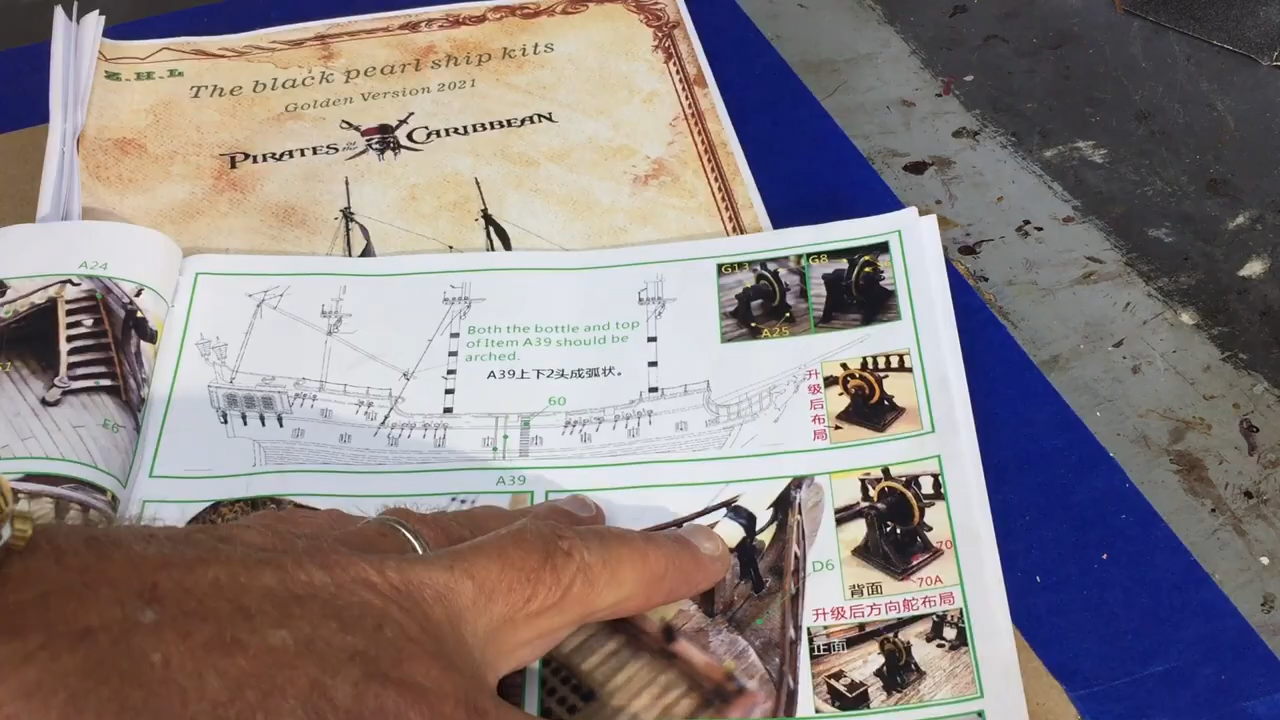 Z.H.L
The black pearl ship kits
Golden Version 2021
PIRATES of the CARIBBEAN
A24
E6
Both the bottle and top
of Item A39 should be
arched.
A39上下2头成弧状。
60
A39
G13
G8
A25
升级后布局
D6
70
70A
背面
升级后方向舵布局
正面